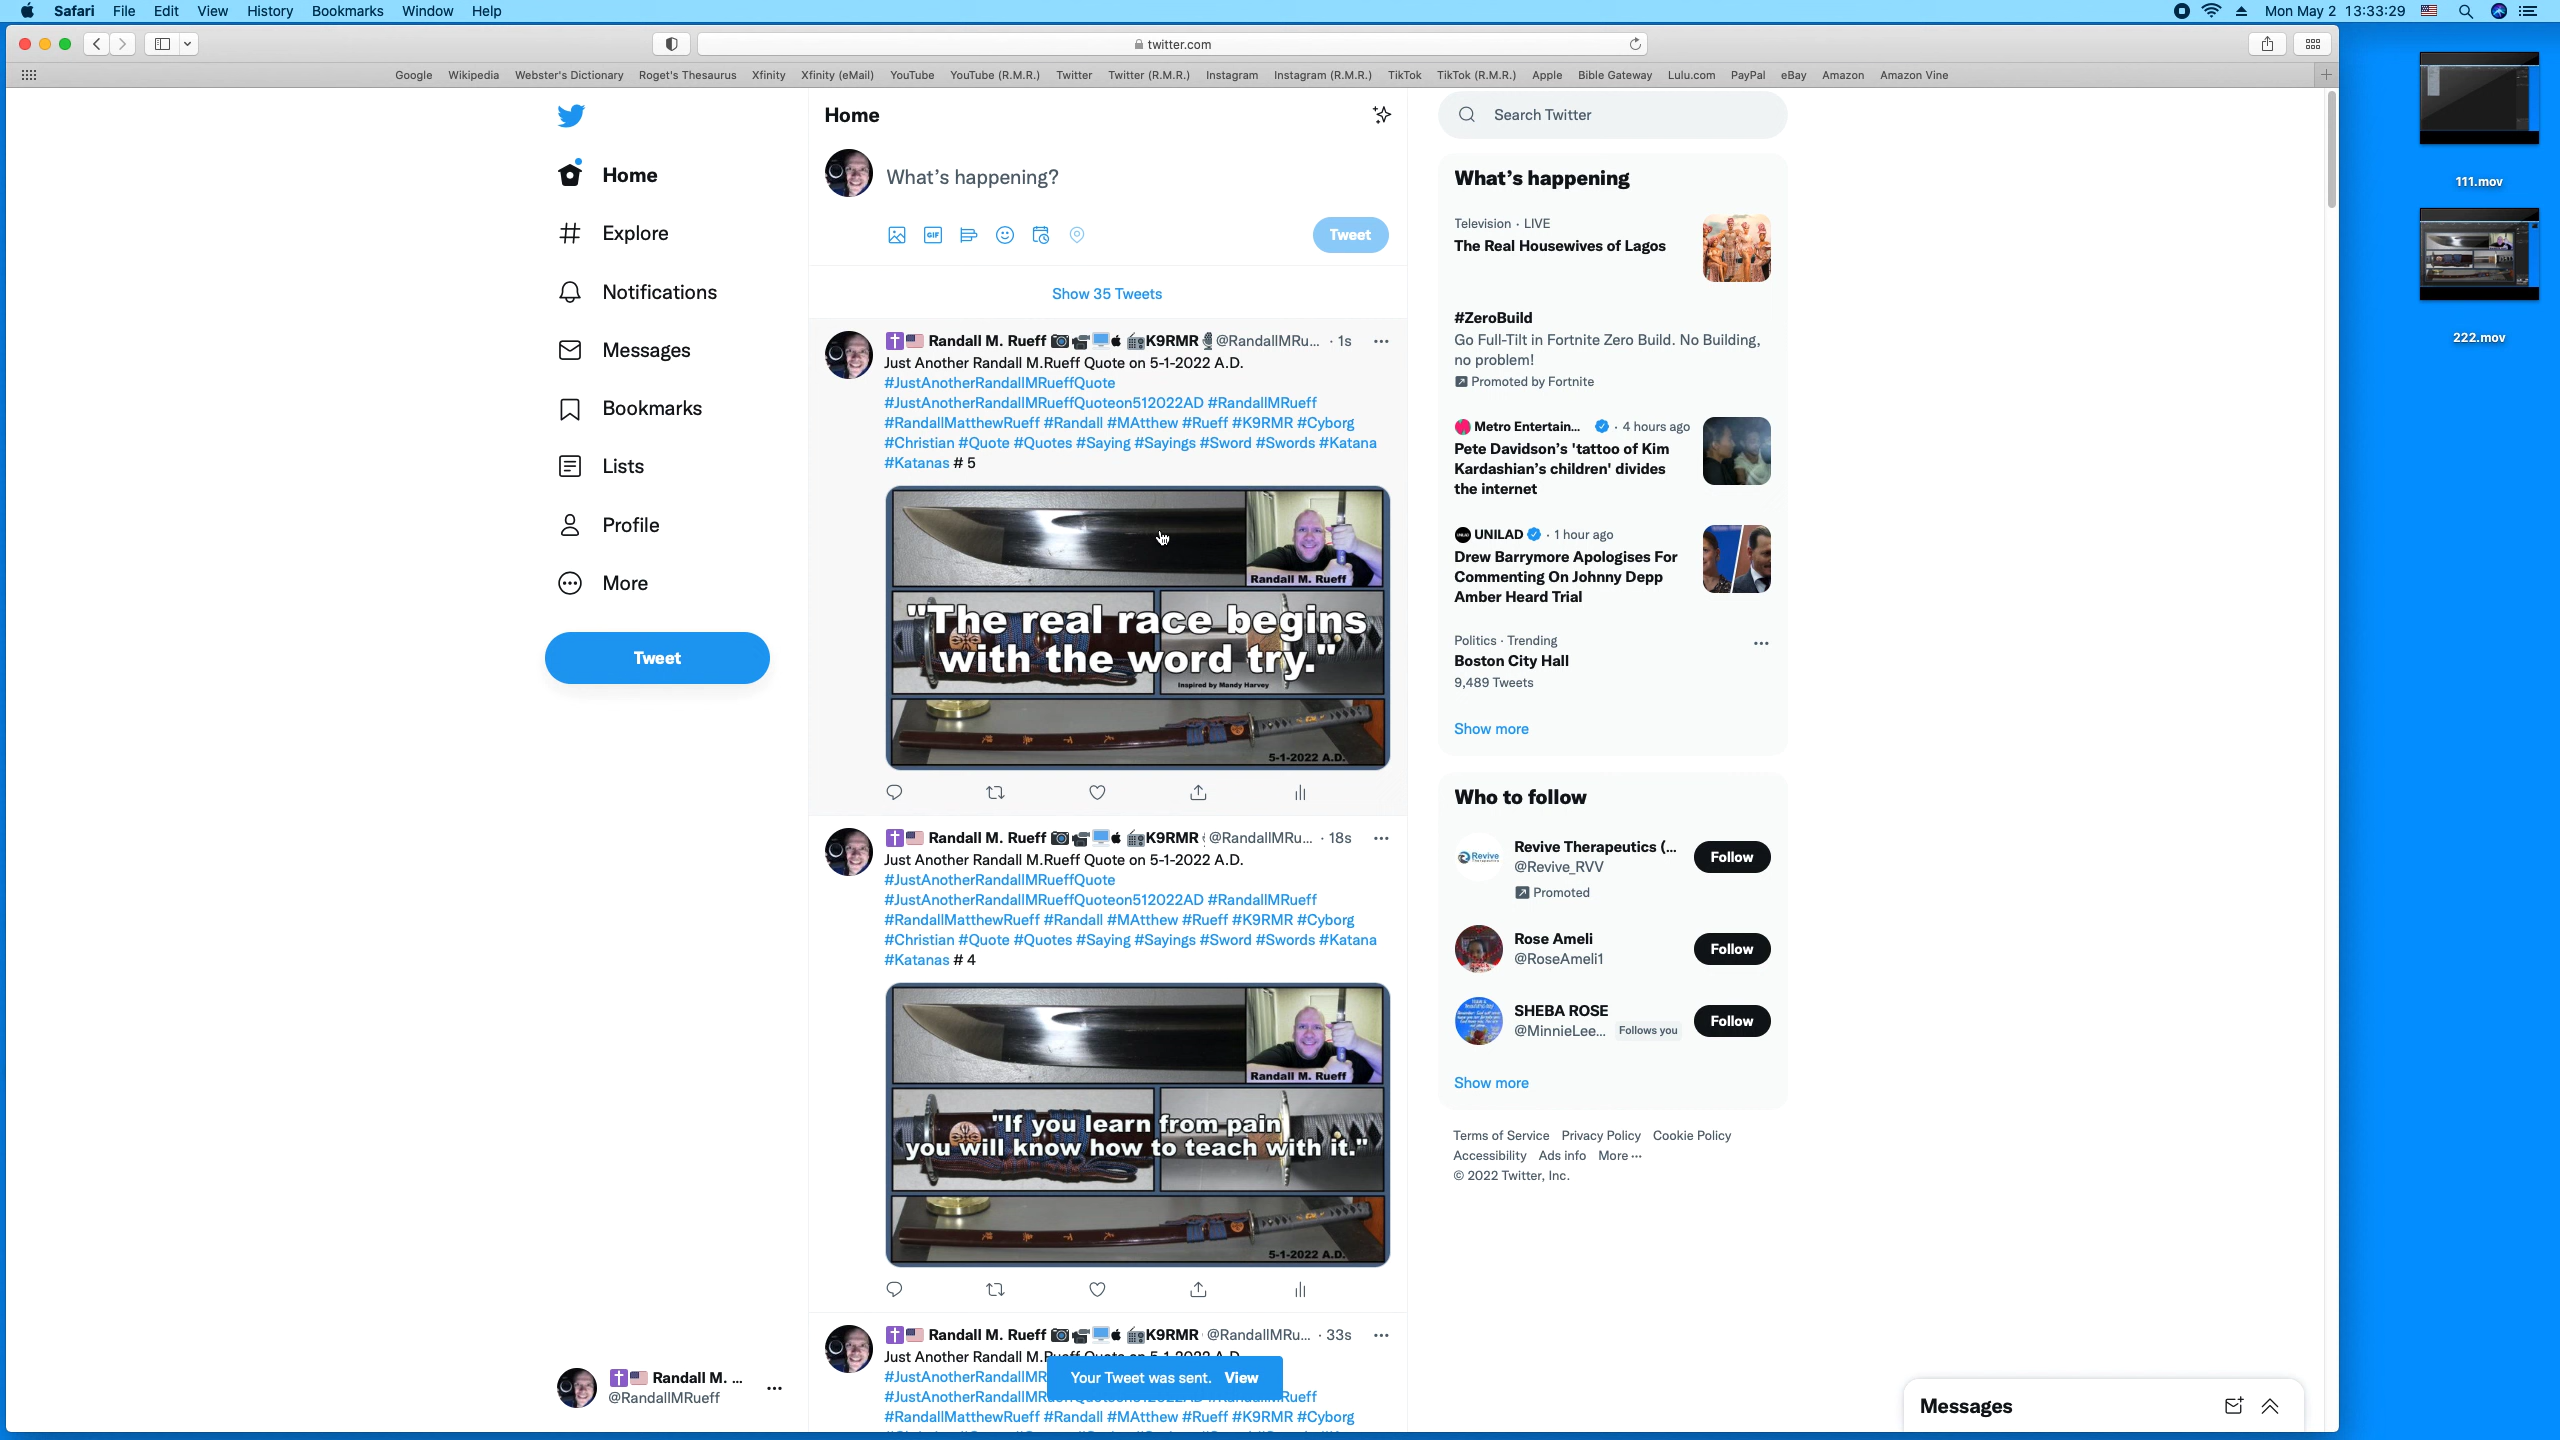 Safari File Edit View History Bookmarks Window Help
Mon May 2 13:33:29
twitter.com
Google Wikipedia Webster's Dictionary Roget's Thesaurus Xfinity Xfinity (eMail) YouTube YouTube (R.M.R.) Twitter Twitter (R.M.R.) Instagram Instagram (R.M.R.) TikTok TikTok (R.M.R.) Apple Bible Gateway Lulu.com PayPal eBay Amazon Amazon Vine
Home
Explore
Notifications
Messages
Bookmarks
Lists
Profile
More
Tweet
Randall M. ...
@RandallMRueff
Home
What's happening?
GIF
Tweet
Show 35 Tweets
Randall M. Rueff K9RMR @RandallMRu... · 1s
Just Another Randall M.Rueff Quote on 5-1-2022 A.D.
#JustAnotherRandallMRueffQuote
#JustAnotherRandallMRueffQuoteon512022AD #RandallMRueff
#RandallMatthewRueff #Randall #MAtthew #Rueff #K9RMR #Cyborg
#Christian #Quote #Quotes #Saying #Sayings #Sword #Swords #Katana
#Katanas # 5
Randall M. Rueff
"The real race begins
with the word try."
Inspired by Mandy Harvey
5-1-2022 A.D.
Randall M. Rueff K9RMR @RandallMRu... · 18s
Just Another Randall M.Rueff Quote on 5-1-2022 A.D.
#JustAnotherRandallMRueffQuote
#JustAnotherRandallMRueffQuoteon512022AD #RandallMRueff
#RandallMatthewRueff #Randall #MAtthew #Rueff #K9RMR #Cyborg
#Christian #Quote #Quotes #Saying #Sayings #Sword #Swords #Katana
#Katanas # 4
Randall M. Rueff
"If you learn from pain
you will know how to teach with it."
5-1-2022 A.D.
Randall M. Rueff K9RMR @RandallMRu... · 33s
Just Another Randall M.Rueff Quote on 5-1-2022 A.D.
#JustAnotherRandallMR
#JustAnotherRandallMR
#RandallMatthewRueff #Randall #MAtthew #Rueff #K9RMR #Cyborg
Your Tweet was sent. View
Search Twitter
What's happening
Television · LIVE
The Real Housewives of Lagos
#ZeroBuild
Go Full-Tilt in Fortnite Zero Build. No Building,
no problem!
Promoted by Fortnite
Metro Entertain... · 4 hours ago
Pete Davidson's 'tattoo of Kim
Kardashian's children' divides
the internet
UNILAD · 1 hour ago
Drew Barrymore Apologises For
Commenting On Johnny Depp
Amber Heard Trial
Politics · Trending
Boston City Hall
9,489 Tweets
Show more
Who to follow
Revive
Revive Therapeutics (...
@Revive_RVV
Promoted
Follow
Rose Ameli
@RoseAmeli1
Follow
SHEBA ROSE
@MinnieLee... Follows you
Follow
Show more
Terms of Service Privacy Policy Cookie Policy
Accessibility Ads info More ...
© 2022 Twitter, Inc.
Messages
111.mov
222.mov